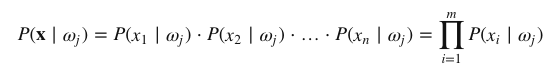 P(𝐱 | ω_j) = P(x_1 | ω_j) · P(x_2 | ω_j) · … · P(x_n | ω_j) = ∏_{i=1}^{m} P(x_i | ω_j)